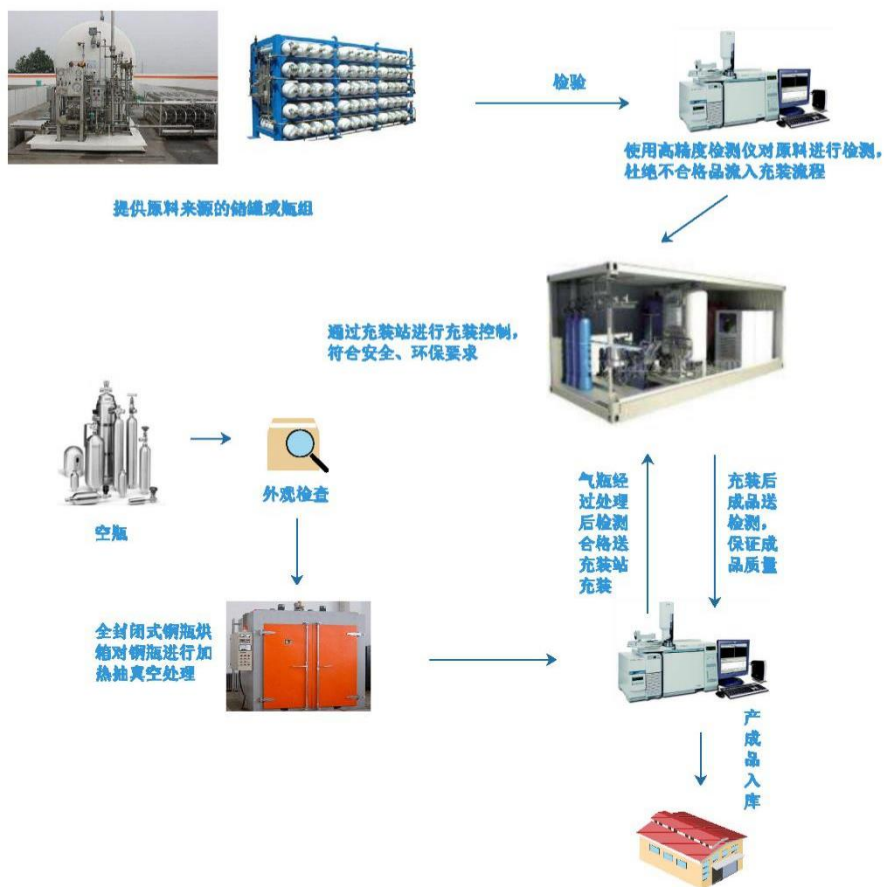 检验
使用高精度检测仪对原料进行检测，
杜绝不合格品流入充装流程
提供原料来源的储罐或瓶组
通过充装站进行充装控制，
符合安全、环保要求
空瓶
外观检查
气瓶经
过处理
后检测
合格送
充装站
充装
充装后
成品送
检测，
保证成
品质量
全封闭式钢瓶烘
箱对钢瓶进行加
热抽真空处理
产
成
品
入
库